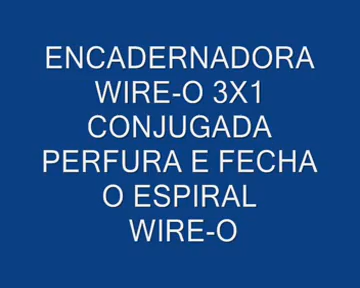 ENCADERNADORA
WIRE-O 3X1
CONJUGADA
PERFURA E FECHA
O ESPIRAL
WIRE-O